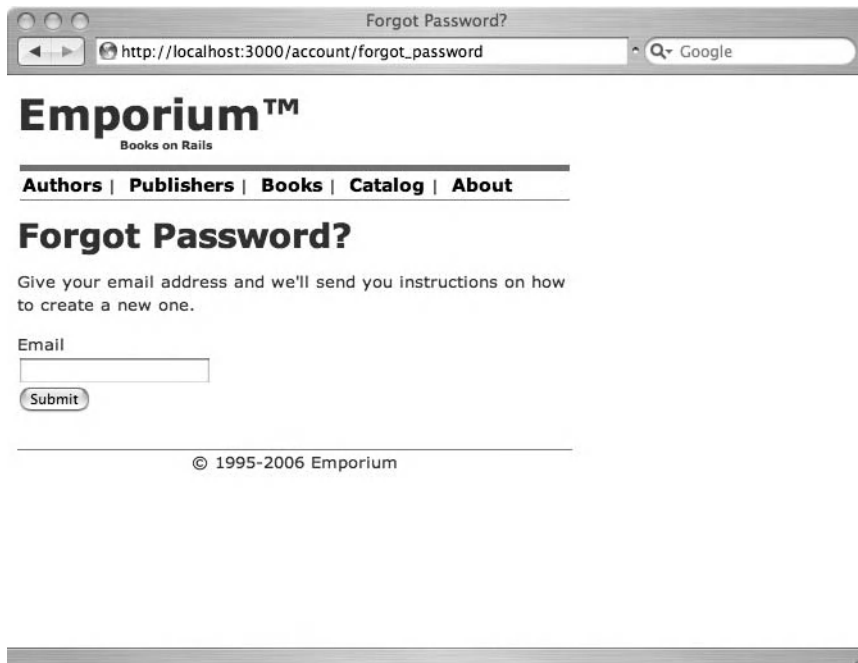 Forgot Password?
http://localhost:3000/account/forgot_password
Google
Emporium™
Books on Rails
Authors | Publishers | Books | Catalog | About
Forgot Password?
Give your email address and we'll send you instructions on how
to create a new one.
Email
Submit
© 1995-2006 Emporium